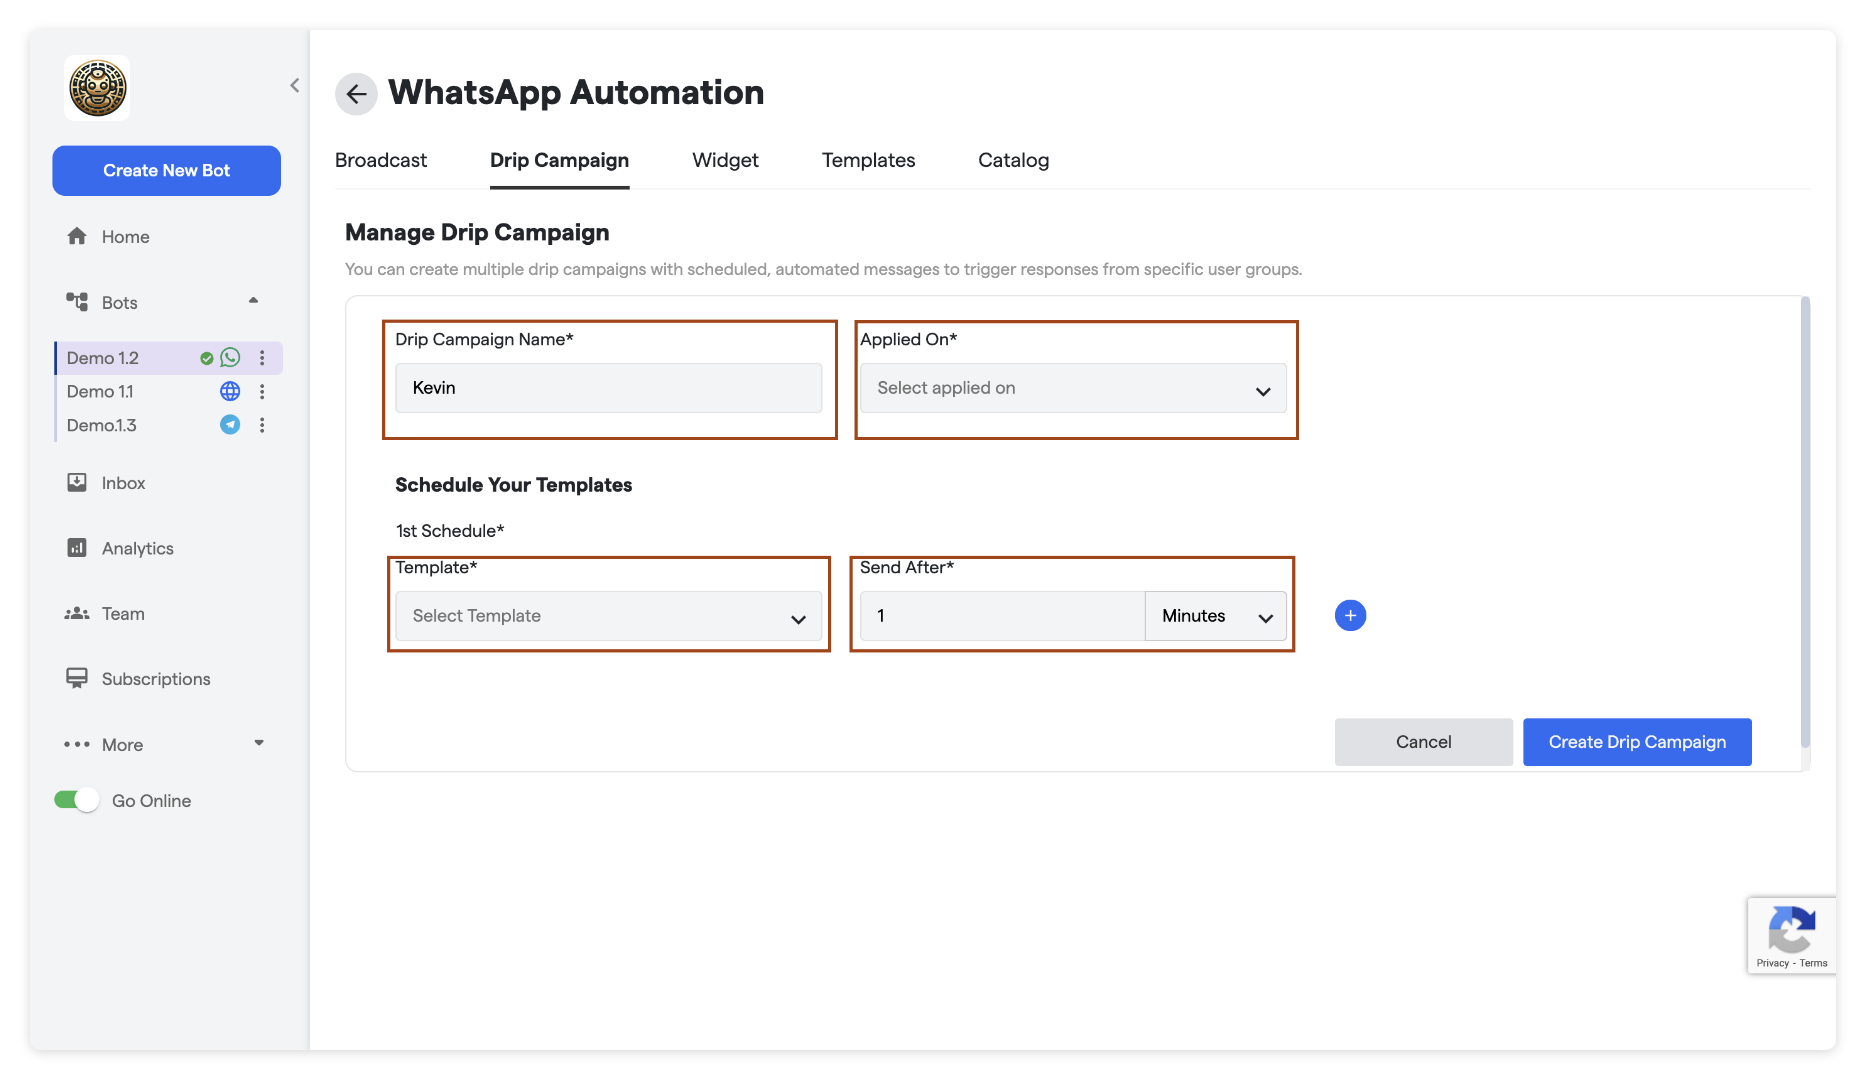 Create New Bot
Home
Bots
Demo 1.2
Demo 1.1
Demo.1.3
Inbox
Analytics
Team
Subscriptions
More
Go Online
WhatsApp Automation
Broadcast Drip Campaign Widget Templates Catalog
Manage Drip Campaign
You can create multiple drip campaigns with scheduled, automated messages to trigger responses from specific user groups.
Drip Campaign Name* Applied On*
Kevin Select applied on
Schedule Your Templates
1st Schedule*
Template* Send After*
Select Template 1 Minutes
Cancel Create Drip Campaign
Privacy - Terms